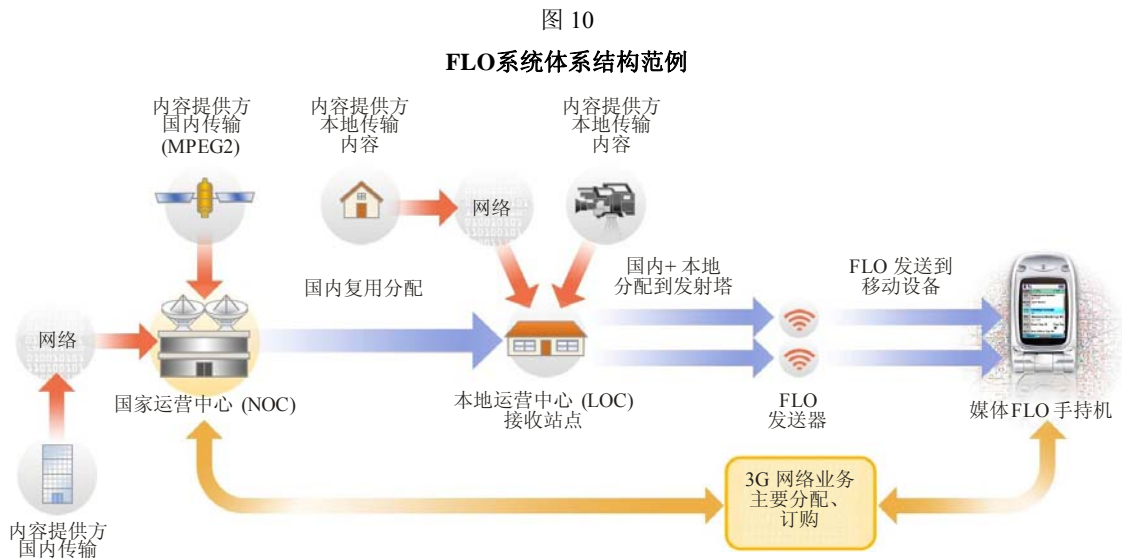 图 10
FLO系统体系结构范例
内容提供方
国内传输
(MPEG2)
内容提供方
本地传输
内容
内容提供方
本地传输
内容
网络
国内复用分配
国内+ 本地
分配到发射塔
FLO 发送到
移动设备
网络
国家运营中心 (NOC)
本地运营中心 (LOC)
接收站点
FLO
发送器
媒体FLO 手持机
3G 网络业务
主要分配、
订购
内容提供方
国内传输